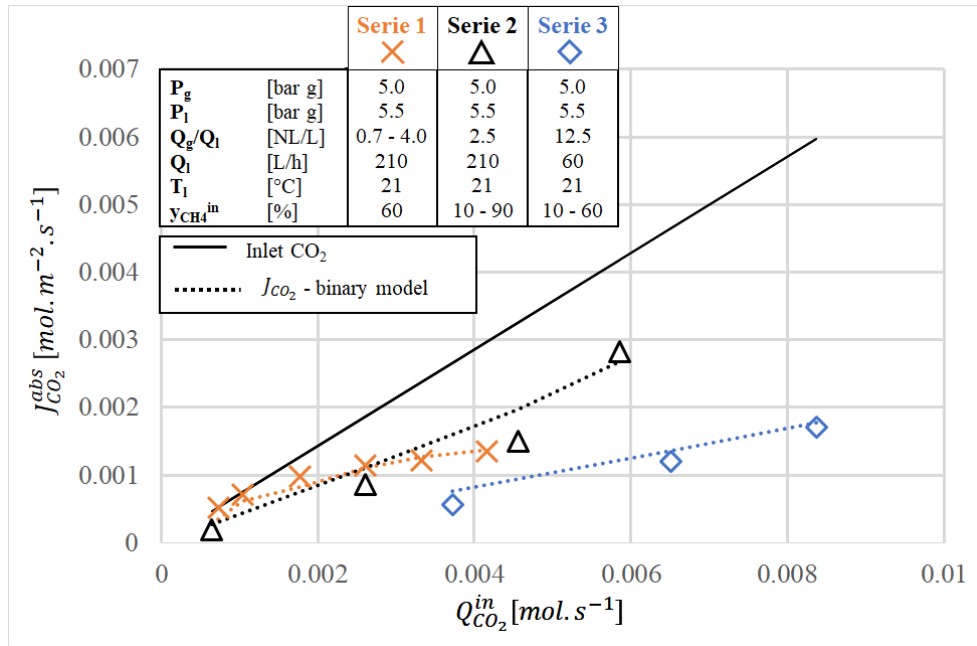 Serie 1 Serie 2 Serie 3
P_g [bar g] 5.0 5.0 5.0
P_l [bar g] 5.5 5.5 5.5
Q_g/Q_l [NL/L] 0.7 - 4.0 2.5 12.5
Q_l [L/h] 210 210 60
T_l [°C] 21 21 21
y_CH4^in [%] 60 10 - 90 10 - 60
Inlet CO₂
J_CO₂ - binary model
0.007
0.006
0.005
0.004
0.003
0.002
0.001
0
J_CO₂^abs [mol.m⁻².s⁻¹]
0 0.002 0.004 0.006 0.008 0.01
Q_CO₂^in [mol.s⁻¹]